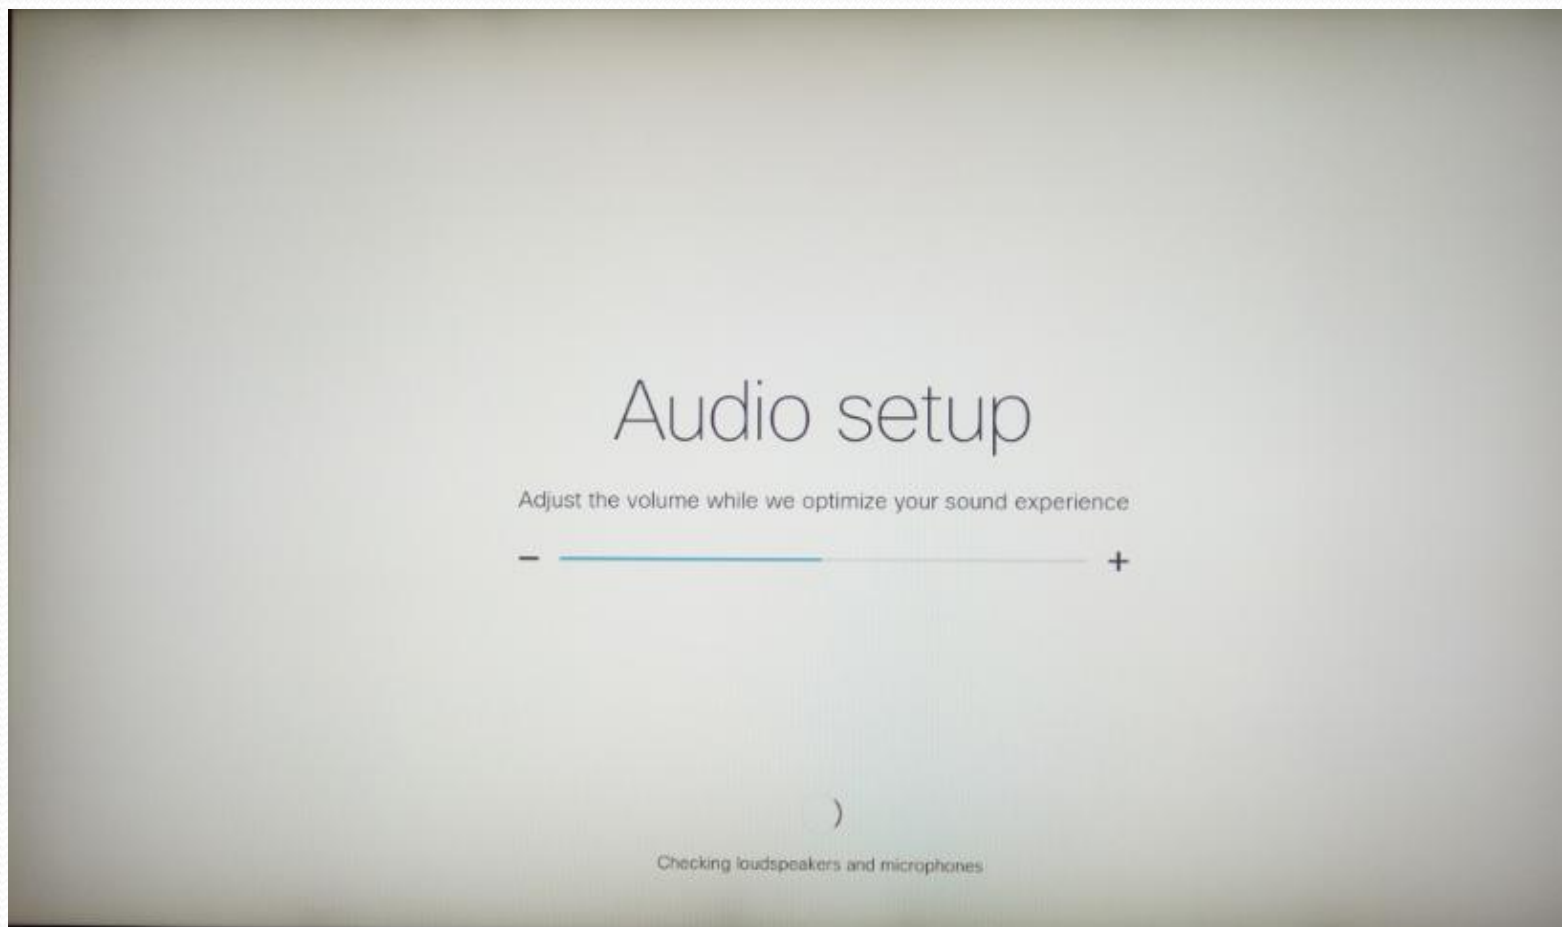 Audio setup
Adjust the volume while we optimize your sound experience
- +
Checking loudspeakers and microphones